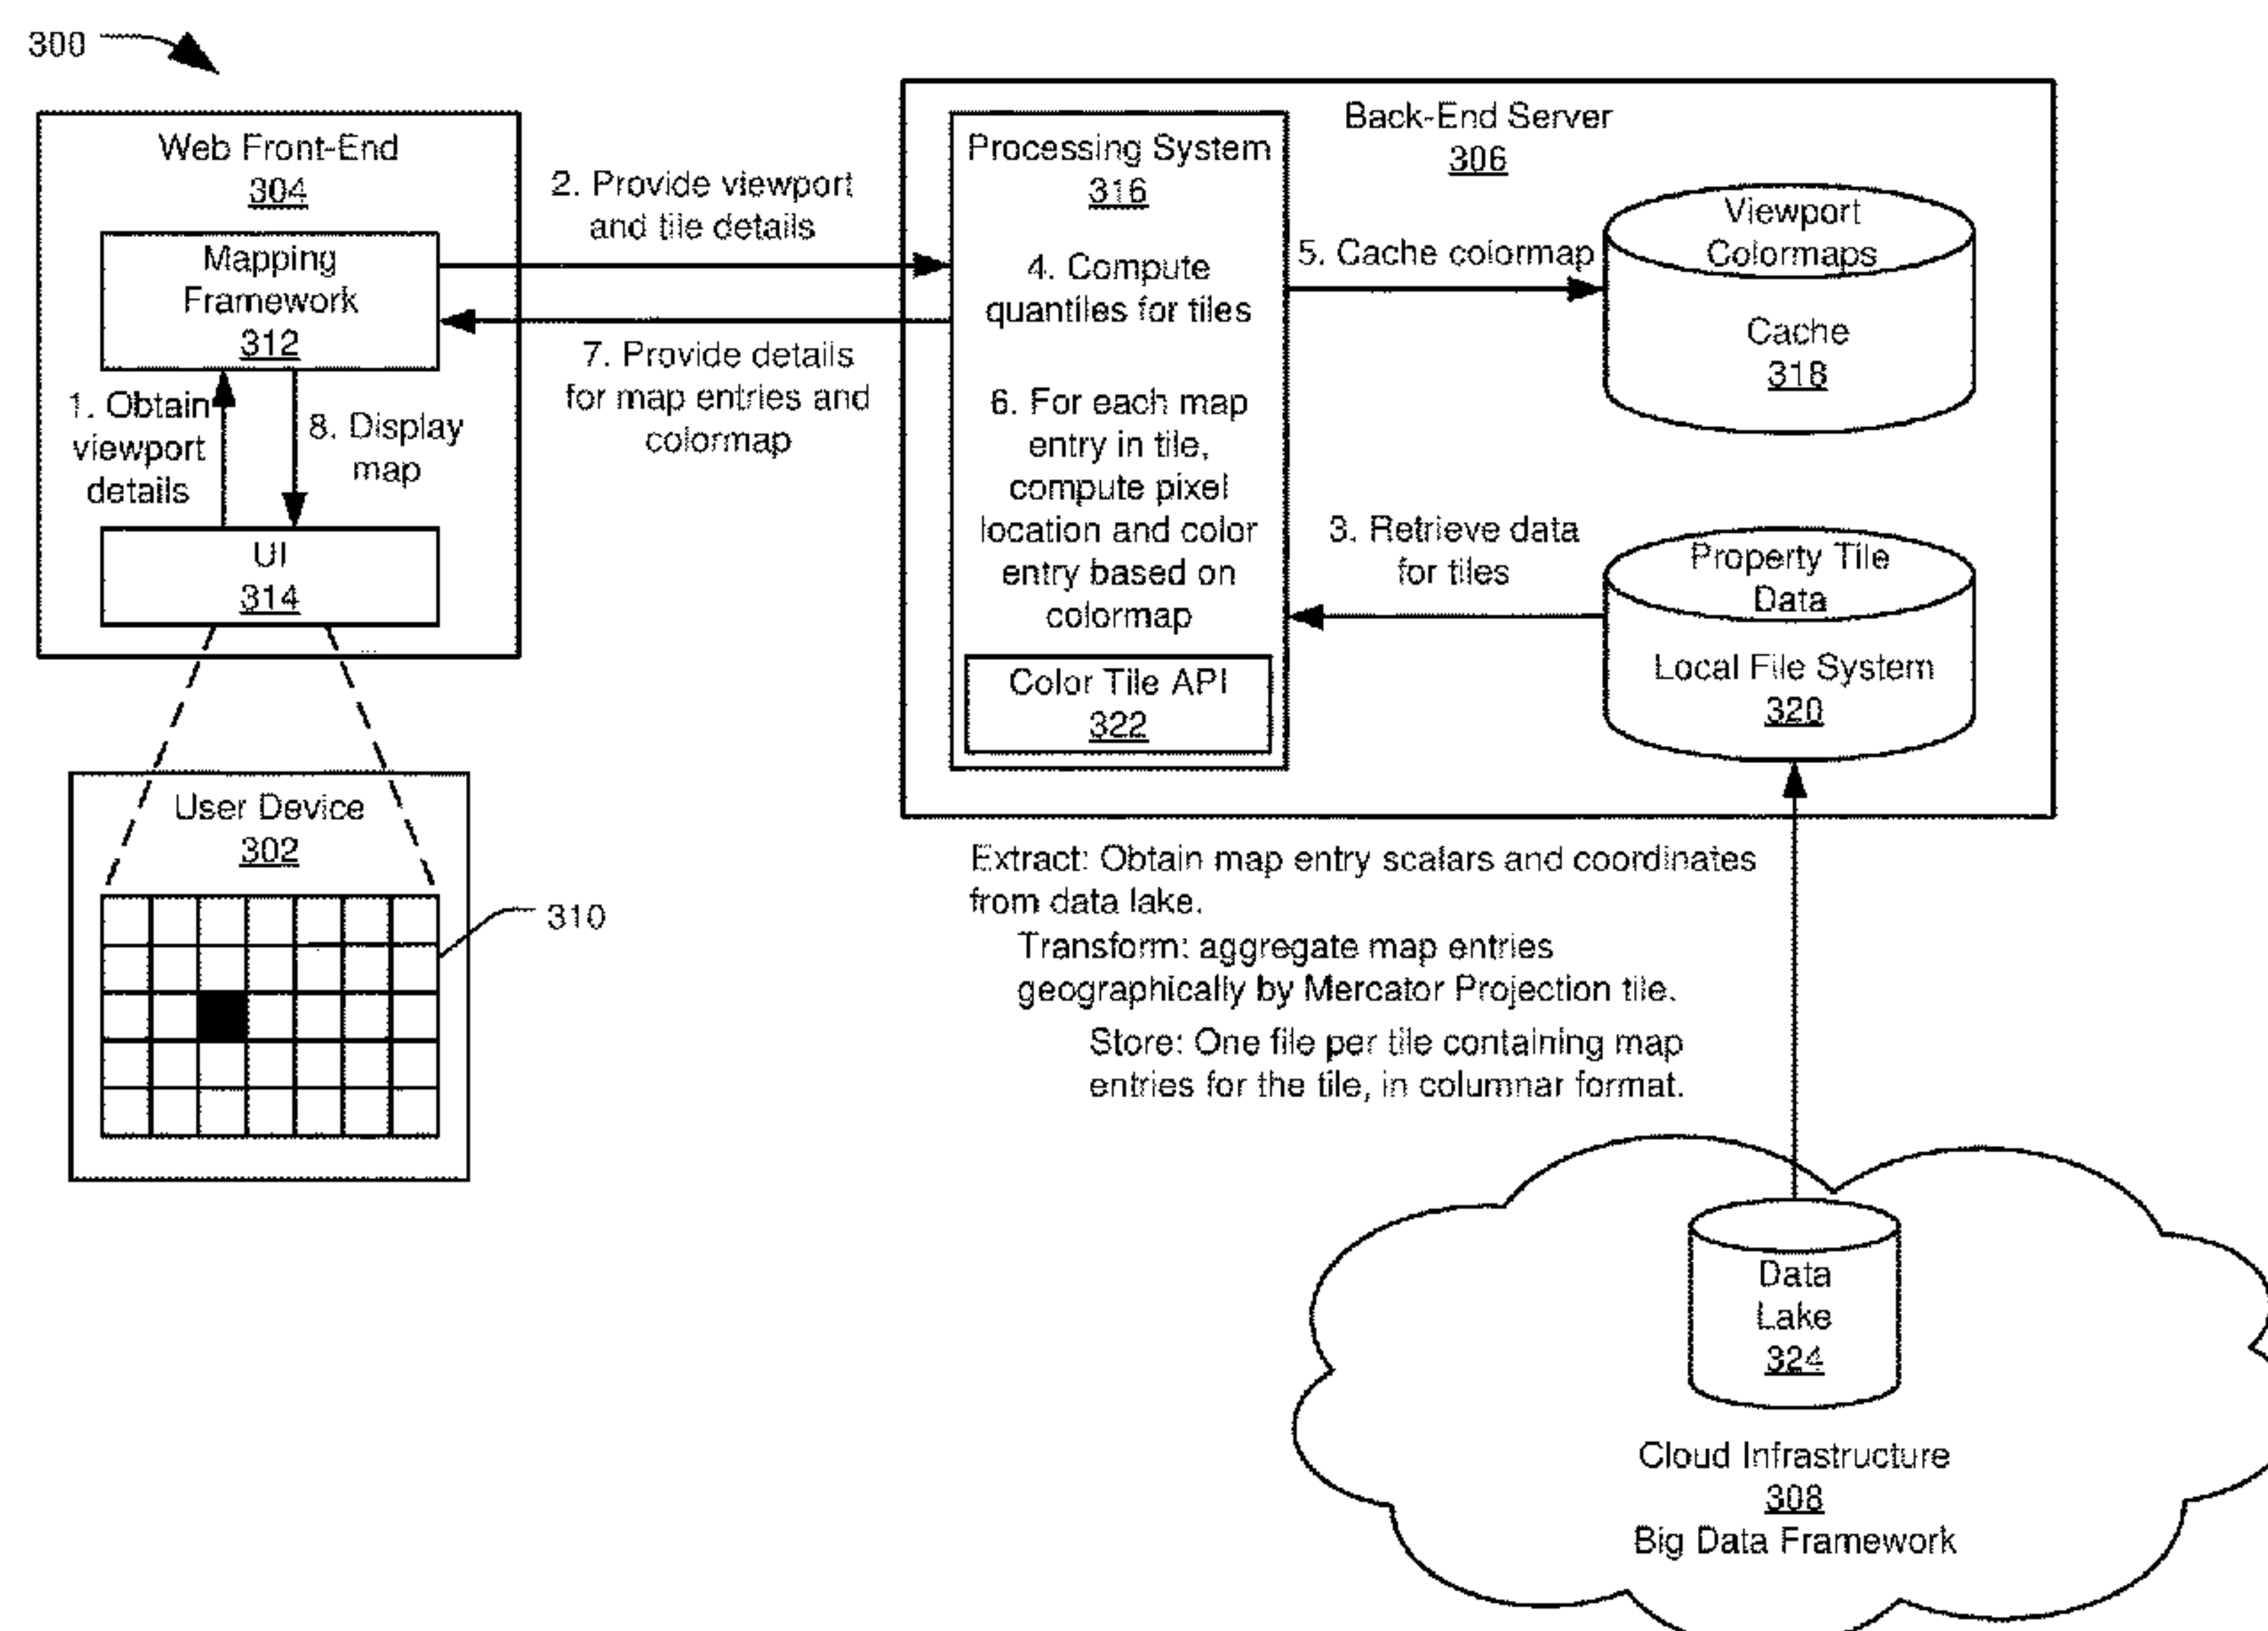 300
Web Front-End
304
Mapping
Framework
312
1. Obtain
viewport
details
8. Display
map
UI
314
User Device
302
310
2. Provide viewport
and tile details
7. Provide details
for map entries and
colormap
Back-End Server
306
Processing System
316
4. Compute
quantiles for tiles
6. For each map
entry in tile,
compute pixel
location and color
entry based on
colormap
Color Tile API
322
5. Cache colormap
Viewport
Colormaps
Cache
318
3. Retrieve data
for tiles
Property Tile
Data
Local File System
320
Extract: Obtain map entry scalars and coordinates
from data lake.
Transform: aggregate map entries
geographically by Mercator Projection tile.
Store: One file per tile containing map
entries for the tile, in columnar format.
Data
Lake
324
Cloud Infrastructure
308
Big Data Framework